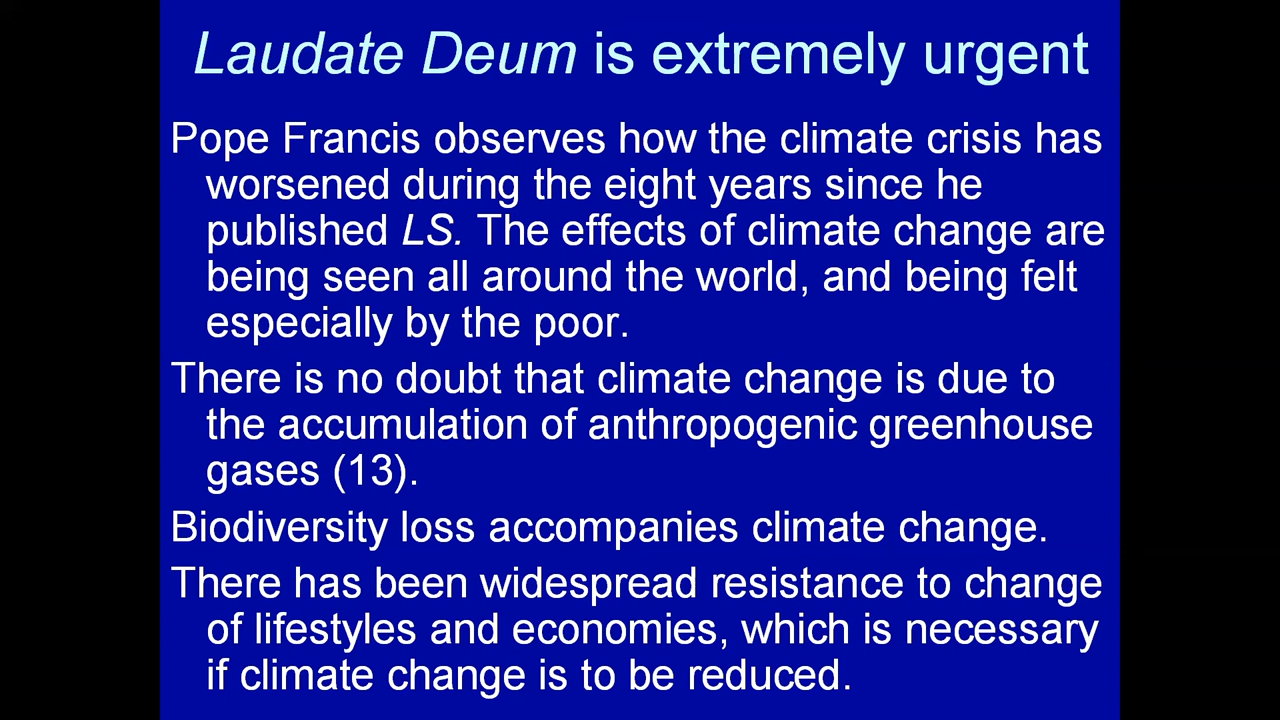 Laudate Deum is extremely urgent
Pope Francis observes how the climate crisis has
worsened during the eight years since he
published LS. The effects of climate change are
being seen all around the world, and being felt
especially by the poor.
There is no doubt that climate change is due to
the accumulation of anthropogenic greenhouse
gases (13).
Biodiversity loss accompanies climate change.
There has been widespread resistance to change
of lifestyles and economies, which is necessary
if climate change is to be reduced.